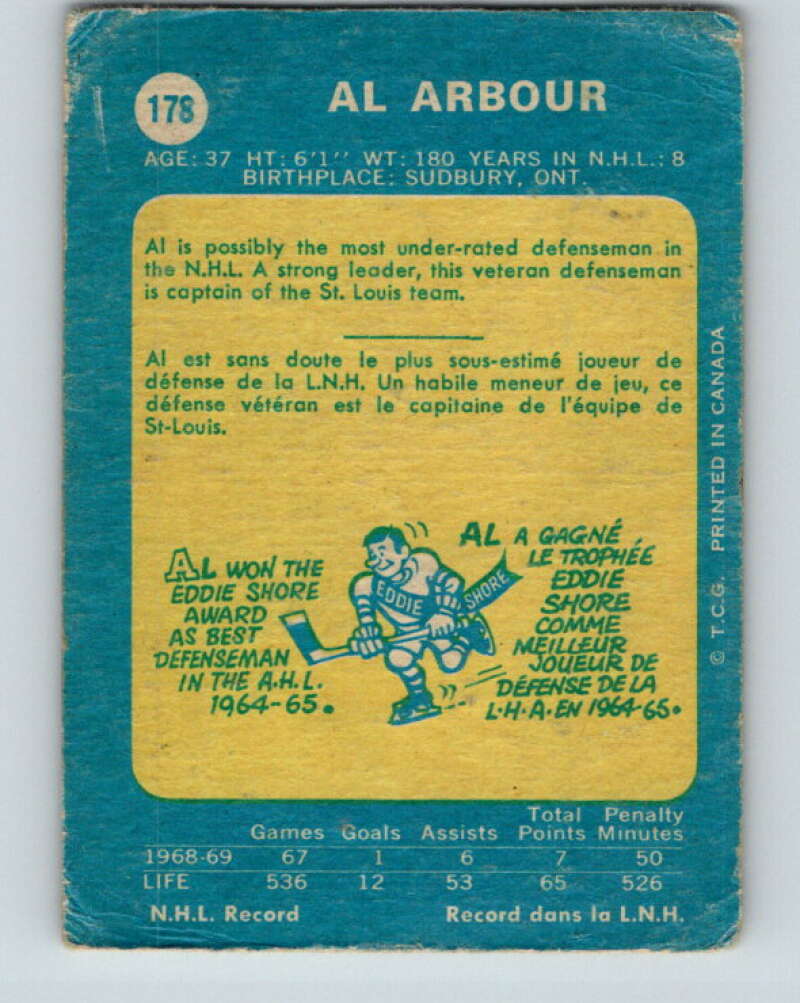 178
AL ARBOUR
AGE: 37 HT: 6'1'' WT: 180 YEARS IN N.H.L.: 8
BIRTHPLACE: SUDBURY, ONT.
Al is possibly the most under-rated defenseman in
the N.H.L. A strong leader, this veteran defenseman
is captain of the St. Louis team.
Al est sans doute le plus sous-estimé joueur de
défense de la L.N.H. Un habile meneur de jeu, ce
défense vétéran est le capitaine de l'équipe de
St-Louis.
AL WON THE
EDDIE SHORE
AWARD
AS BEST
DEFENSEMAN
IN THE A.H.L.
1964-65.
EDDIE SHORE
AL A GAGNÉ
LE TROPHÉE
EDDIE
SHORE
COMME
MEILLEUR
JOUEUR DE
DÉFENSE DE LA
L.H.A. EN 1964-65.
© T.C.G. PRINTED IN CANADA
Games Goals Assists Total Points Penalty Minutes
1968-69 67 1 6 7 50
LIFE 536 12 53 65 526
N.H.L. Record Record dans la L.N.H.